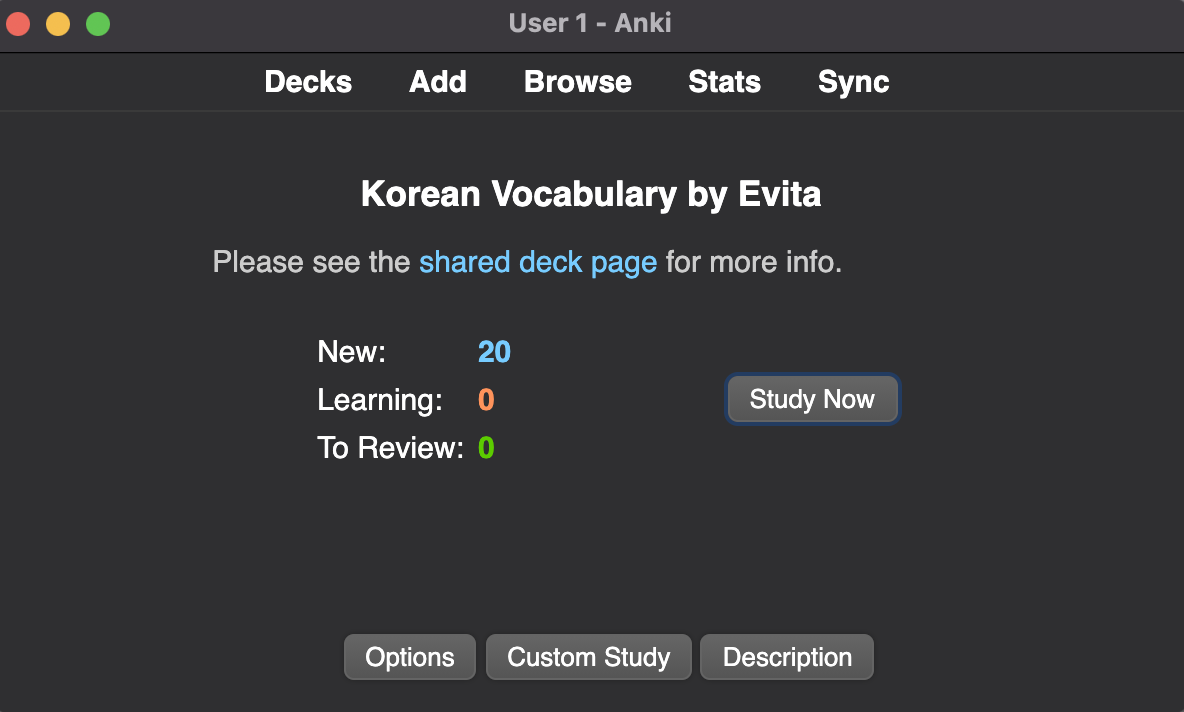 User 1 - Anki
Decks Add Browse Stats Sync
Korean Vocabulary by Evita
Please see the shared deck page for more info.
New: 20
Learning: 0
Study Now
To Review: 0
Options Custom Study Description